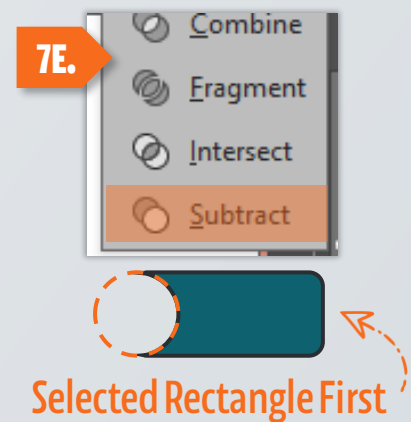 7E.
Combine
Fragment
Intersect
Subtract
Selected Rectangle First